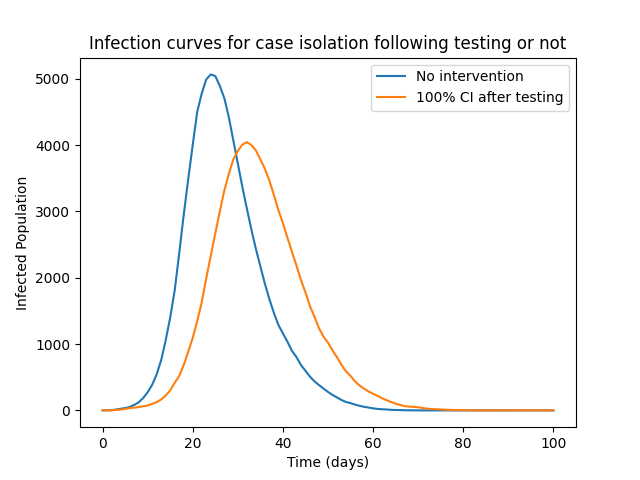 Infection curves for case isolation following testing or not
No intervention
100% CI after testing
Infected Population
5000
4000
3000
2000
1000
0
0 20 40 60 80 100
Time (days)